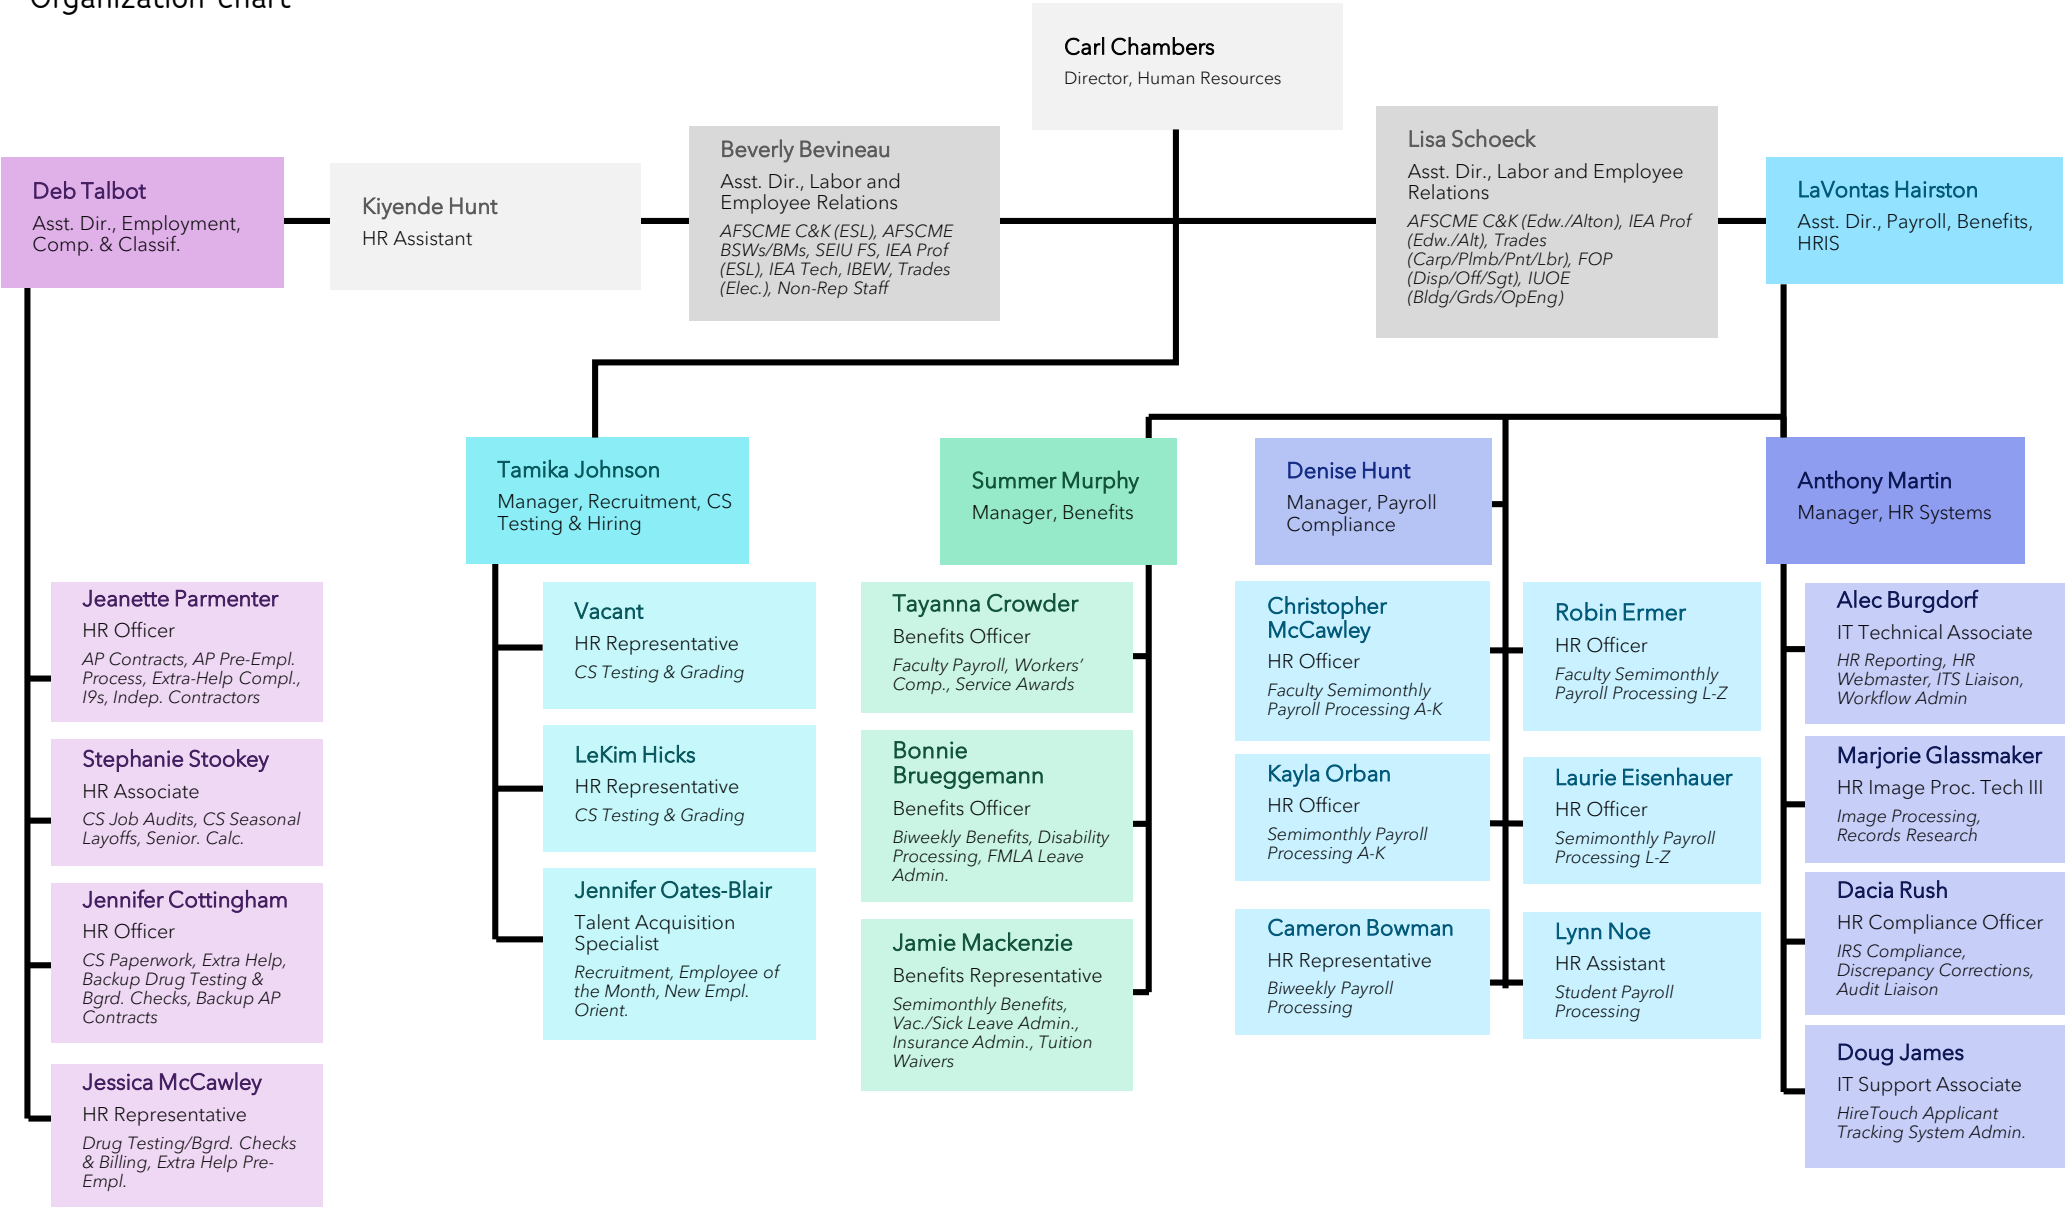 Organization Chart
Carl Chambers
Director, Human Resources
Deb Talbot
Asst. Dir., Employment,
Comp. & Classif.
Kiyende Hunt
HR Assistant
Beverly Bevineau
Asst. Dir., Labor and
Employee Relations
AFSCME C&K (ESL), AFSCME
BSWs/BMs, SEIU FS, IEA Prof
(ESL), IEA Tech, IBEW, Trades
(Elec.), Non-Rep Staff
Lisa Schoeck
Asst. Dir., Labor and Employee
Relations
AFSCME C&K (Edw./Alton), IEA Prof
(Edw./Alt), Trades
(Carp/Plmb/Pnt/Lbr), FOP
(Disp/Off/Sgt), IUOE
(Bldg/Grds/OpEng)
LaVontas Hairston
Asst. Dir., Payroll, Benefits,
HRIS
Tamika Johnson
Manager, Recruitment, CS
Testing & Hiring
Summer Murphy
Manager, Benefits
Denise Hunt
Manager, Payroll
Compliance
Anthony Martin
Manager, HR Systems
Jeanette Parmenter
HR Officer
AP Contracts, AP Pre-Empl.
Process, Extra-Help Compl.,
I9s, Indep. Contractors
Stephanie Stookey
HR Associate
CS Job Audits, CS Seasonal
Layoffs, Senior. Calc.
Jennifer Cottingham
HR Officer
CS Paperwork, Extra Help,
Backup Drug Testing &
Bgrd. Checks, Backup AP
Contracts
Jessica McCawley
HR Representative
Drug Testing/Bgrd. Checks
& Billing, Extra Help Pre-
Empl.
Vacant
HR Representative
CS Testing & Grading
LeKim Hicks
HR Representative
CS Testing & Grading
Jennifer Oates-Blair
Talent Acquisition
Specialist
Recruitment, Employee of
the Month, New Empl.
Orient.
Tayanna Crowder
Benefits Officer
Faculty Payroll, Workers’
Comp., Service Awards
Bonnie
Brueggemann
Benefits Officer
Biweekly Benefits, Disability
Processing, FMLA Leave
Admin.
Jamie Mackenzie
Benefits Representative
Semimonthly Benefits,
Vac./Sick Leave Admin.,
Insurance Admin., Tuition
Waivers
Christopher
McCawley
HR Officer
Faculty Semimonthly
Payroll Processing A-K
Kayla Orban
HR Officer
Semimonthly Payroll
Processing A-K
Cameron Bowman
HR Representative
Biweekly Payroll
Processing
Robin Ermer
HR Officer
Faculty Semimonthly
Payroll Processing L-Z
Laurie Eisenhauer
HR Officer
Semimonthly Payroll
Processing L-Z
Lynn Noe
HR Assistant
Student Payroll
Processing
Alec Burgdorf
IT Technical Associate
HR Reporting, HR
Webmaster, ITS Liaison,
Workflow Admin
Marjorie Glassmaker
HR Image Proc. Tech III
Image Processing,
Records Research
Dacia Rush
HR Compliance Officer
IRS Compliance,
Discrepancy Corrections,
Audit Liaison
Doug James
IT Support Associate
HireTouch Applicant
Tracking System Admin.